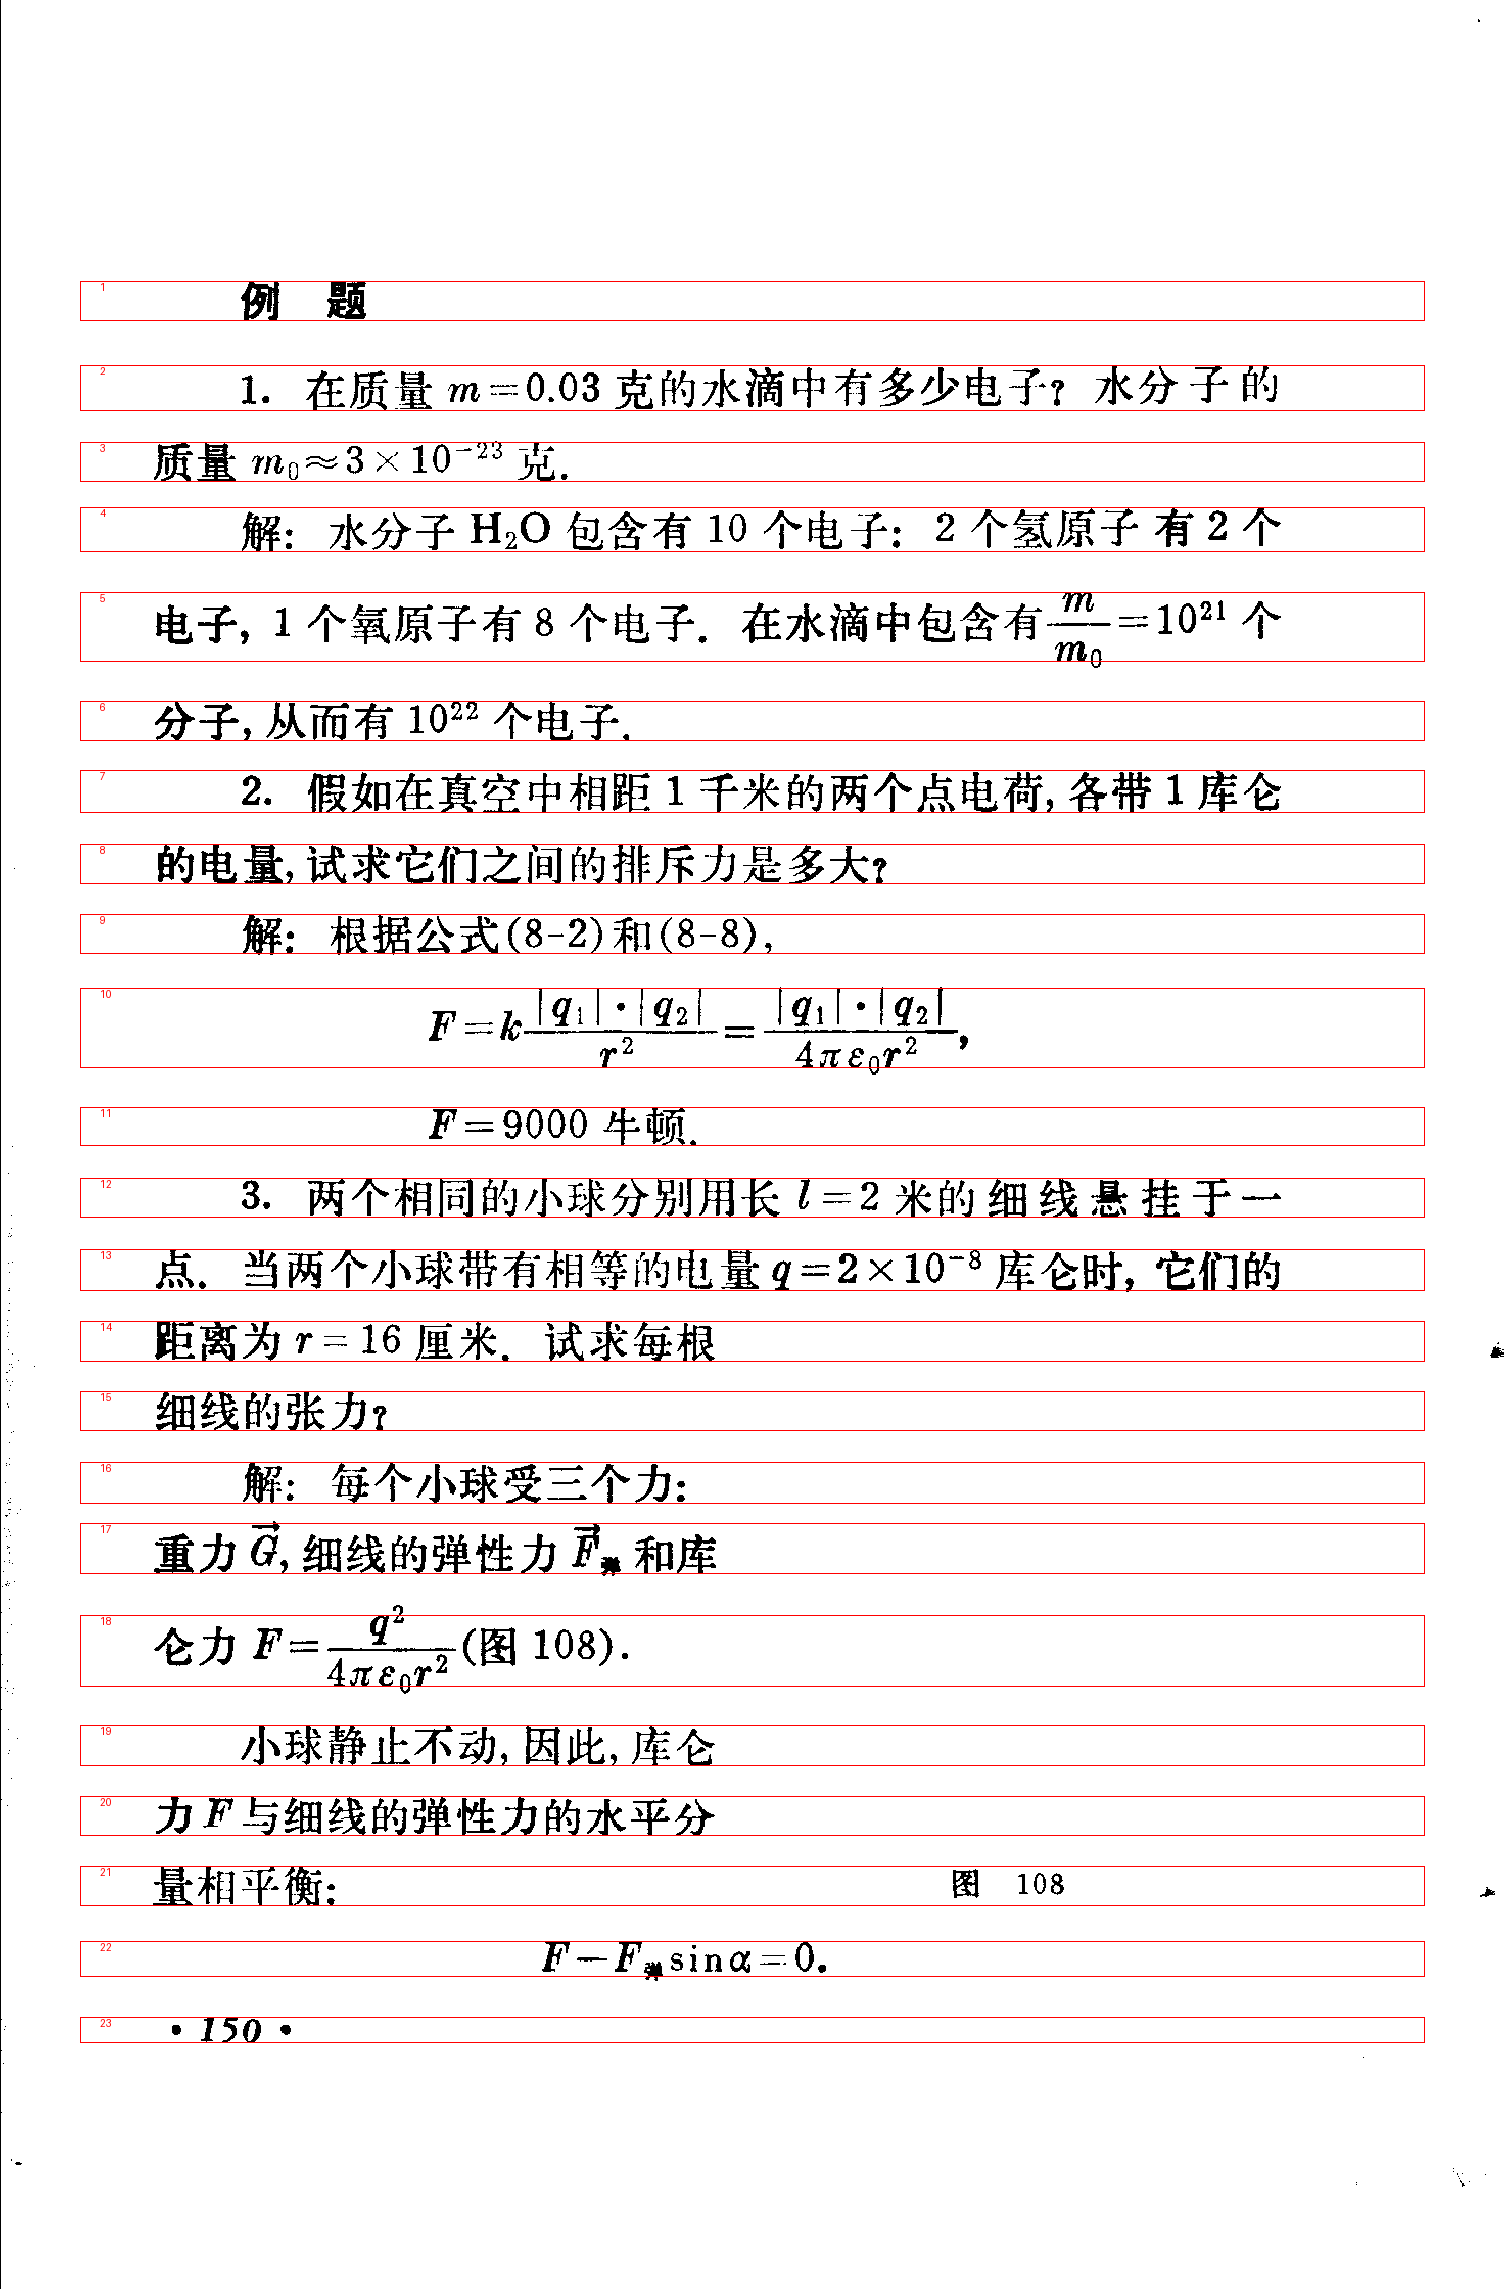 例 题
1. 在质量 m=0.03 克的水滴中有多少电子? 水分子的
质量 m₀≈3×10⁻²³ 克.
解: 水分子 H₂O 包含有 10 个电子: 2 个氢原子有 2 个
电子, 1 个氧原子有 8 个电子. 在水滴中包含有 m/m₀ =10²¹ 个
分子, 从而有 10²² 个电子.
2. 假如在真空中相距 1 千米的两个点电荷, 各带 1 库仑
的电量, 试求它们之间的排斥力是多大?
解: 根据公式(8-2)和(8-8),
F=k |q₁|·|q₂| / r² = |q₁|·|q₂| / 4πε₀r²,
F=9000 牛顿.
3. 两个相同的小球分别用长 l=2 米的细线悬挂于一
点. 当两个小球带有相等的电量 q=2×10⁻⁸ 库仑时, 它们的
距离为 r=16 厘米. 试求每根
细线的张力?
解: 每个小球受三个力:
重力 G⃗, 细线的弹性力 F⃗弹 和库
仑力 F= q² / 4πε₀r² (图 108).
小球静止不动, 因此, 库仑
力 F 与细线的弹性力的水平分
量相平衡:
图 108
F−F弹sinα=0.
· 150 ·